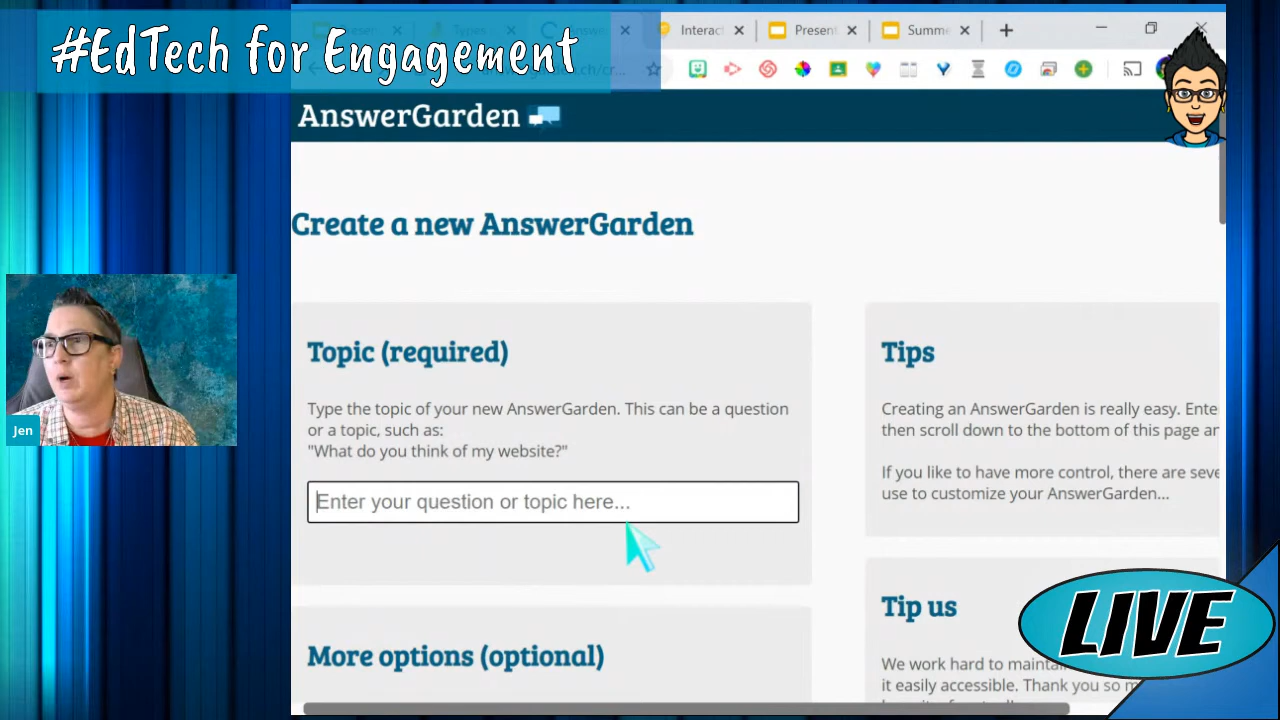 #EdTech for Engagement
Interac
Present
Summe
AnswerGarden
Create a new AnswerGarden
Topic (required)
Type the topic of your new AnswerGarden. This can be a question
or a topic, such as:
"What do you think of my website?"
Enter your question or topic here...
More options (optional)
Tips
Creating an AnswerGarden is really easy. Ente
then scroll down to the bottom of this page an
If you like to have more control, there are seve
use to customize your AnswerGarden...
Tip us
We work hard to maintai
it easily accessible. Thank you so m
Jen
LIVE